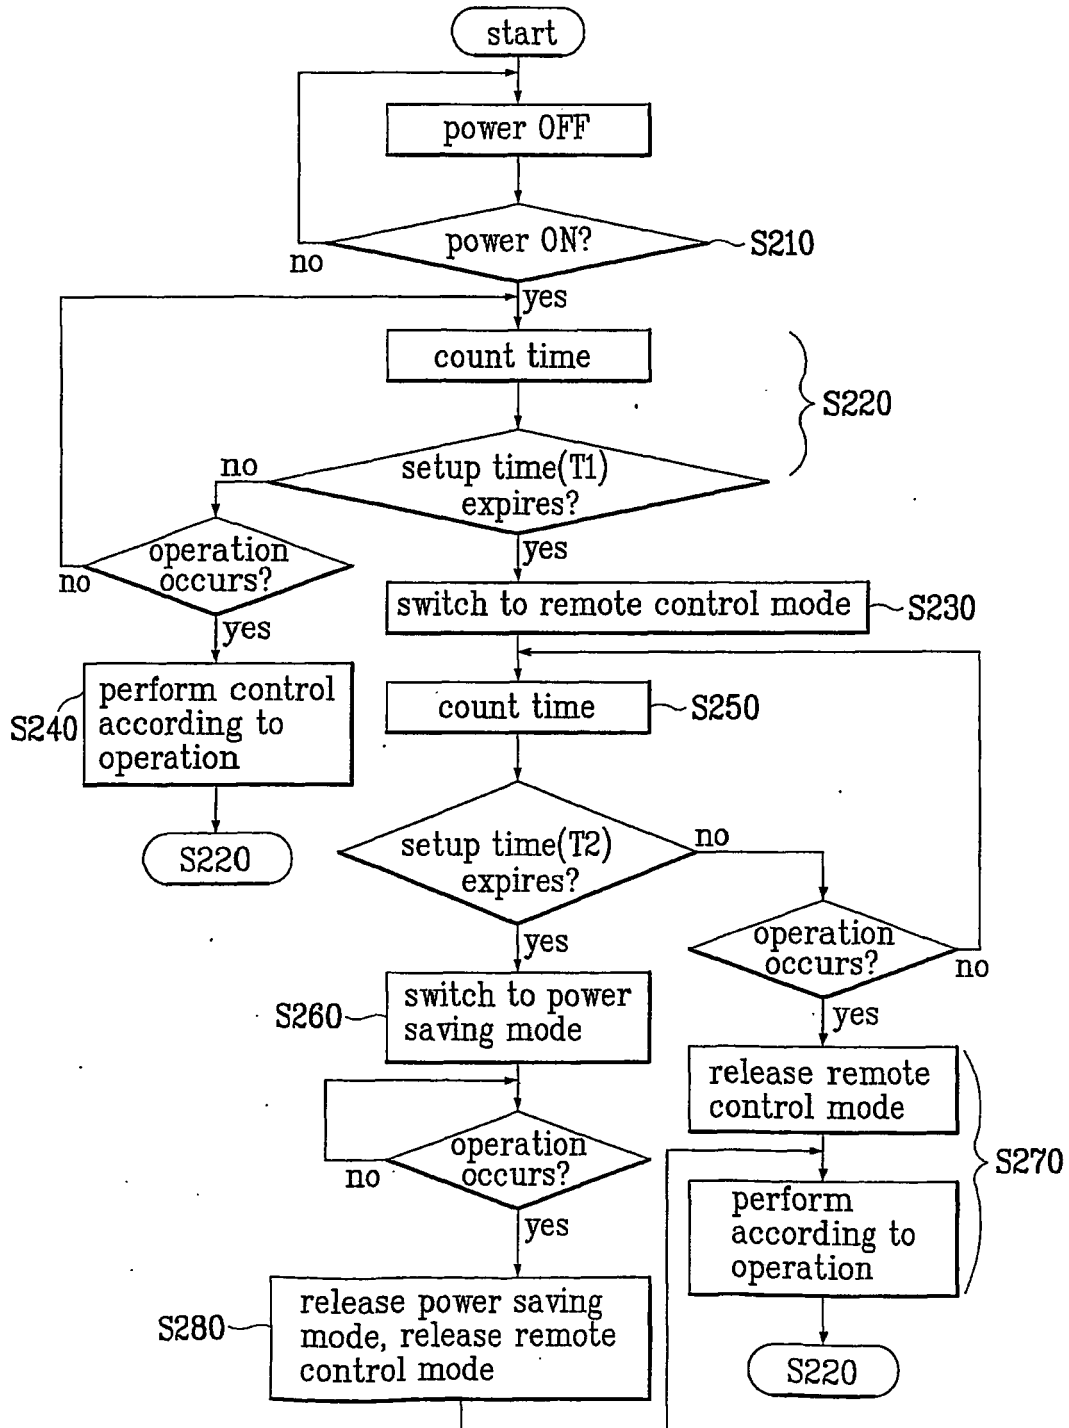 start
power OFF
power ON?
S210
no
yes
count time
S220
no
setup time(T1)
expires?
operation
occurs?
no
yes
yes
switch to remote control mode
S230
perform control
according to
operation
S240
count time
S250
S220
setup time(T2)
expires?
no
yes
operation
occurs?
no
yes
switch to power
saving mode
S260
release remote
control mode
operation
occurs?
no
S270
yes
perform
according to
operation
release power saving
mode, release remote
control mode
S280
S220